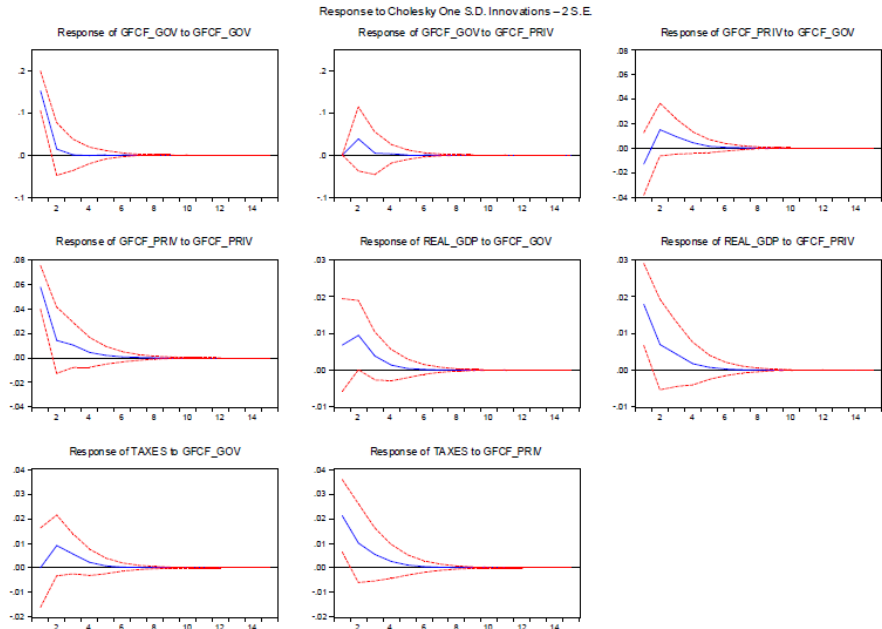 Response to Cholesky One S.D. Innovations – 2 S.E.
Response of GFCF_GOV to GFCF_GOV
.2
.1
.0
-.1
2 4 6 8 10 12 14
Response of GFCF_GOV to GFCF_PRIV
.2
.1
.0
-.1
2 4 6 8 10 12 14
Response of GFCF_PRIV to GFCF_GOV
.08
.06
.04
.02
.00
-.02
-.04
2 4 6 8 10 12 14
Response of GFCF_PRIV to GFCF_PRIV
.08
.06
.04
.02
.00
-.02
-.04
2 4 6 8 10 12 14
Response of REAL_GDP to GFCF_GOV
.03
.02
.01
.00
-.01
2 4 6 8 10 12 14
Response of REAL_GDP to GFCF_PRIV
.03
.02
.01
.00
-.01
2 4 6 8 10 12 14
Response of TAXES to GFCF_GOV
.04
.03
.02
.01
.00
-.01
-.02
2 4 6 8 10 12 14
Response of TAXES to GFCF_PRIV
.04
.03
.02
.01
.00
-.01
-.02
2 4 6 8 10 12 14